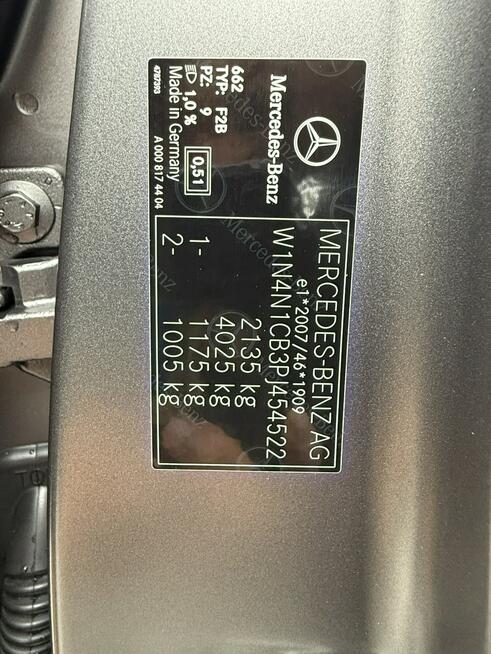 Mercedes-Benz
662
TYP: F2B
PZ: 9
1,0 %
Made in Germany
0,51
4787393
A 000 817 44 04
MERCEDES-BENZ AG
e1*2007/46*1909
W1N4N1CB3PJ454522
2135 kg
4025 kg
1- 1175 kg
2- 1005 kg